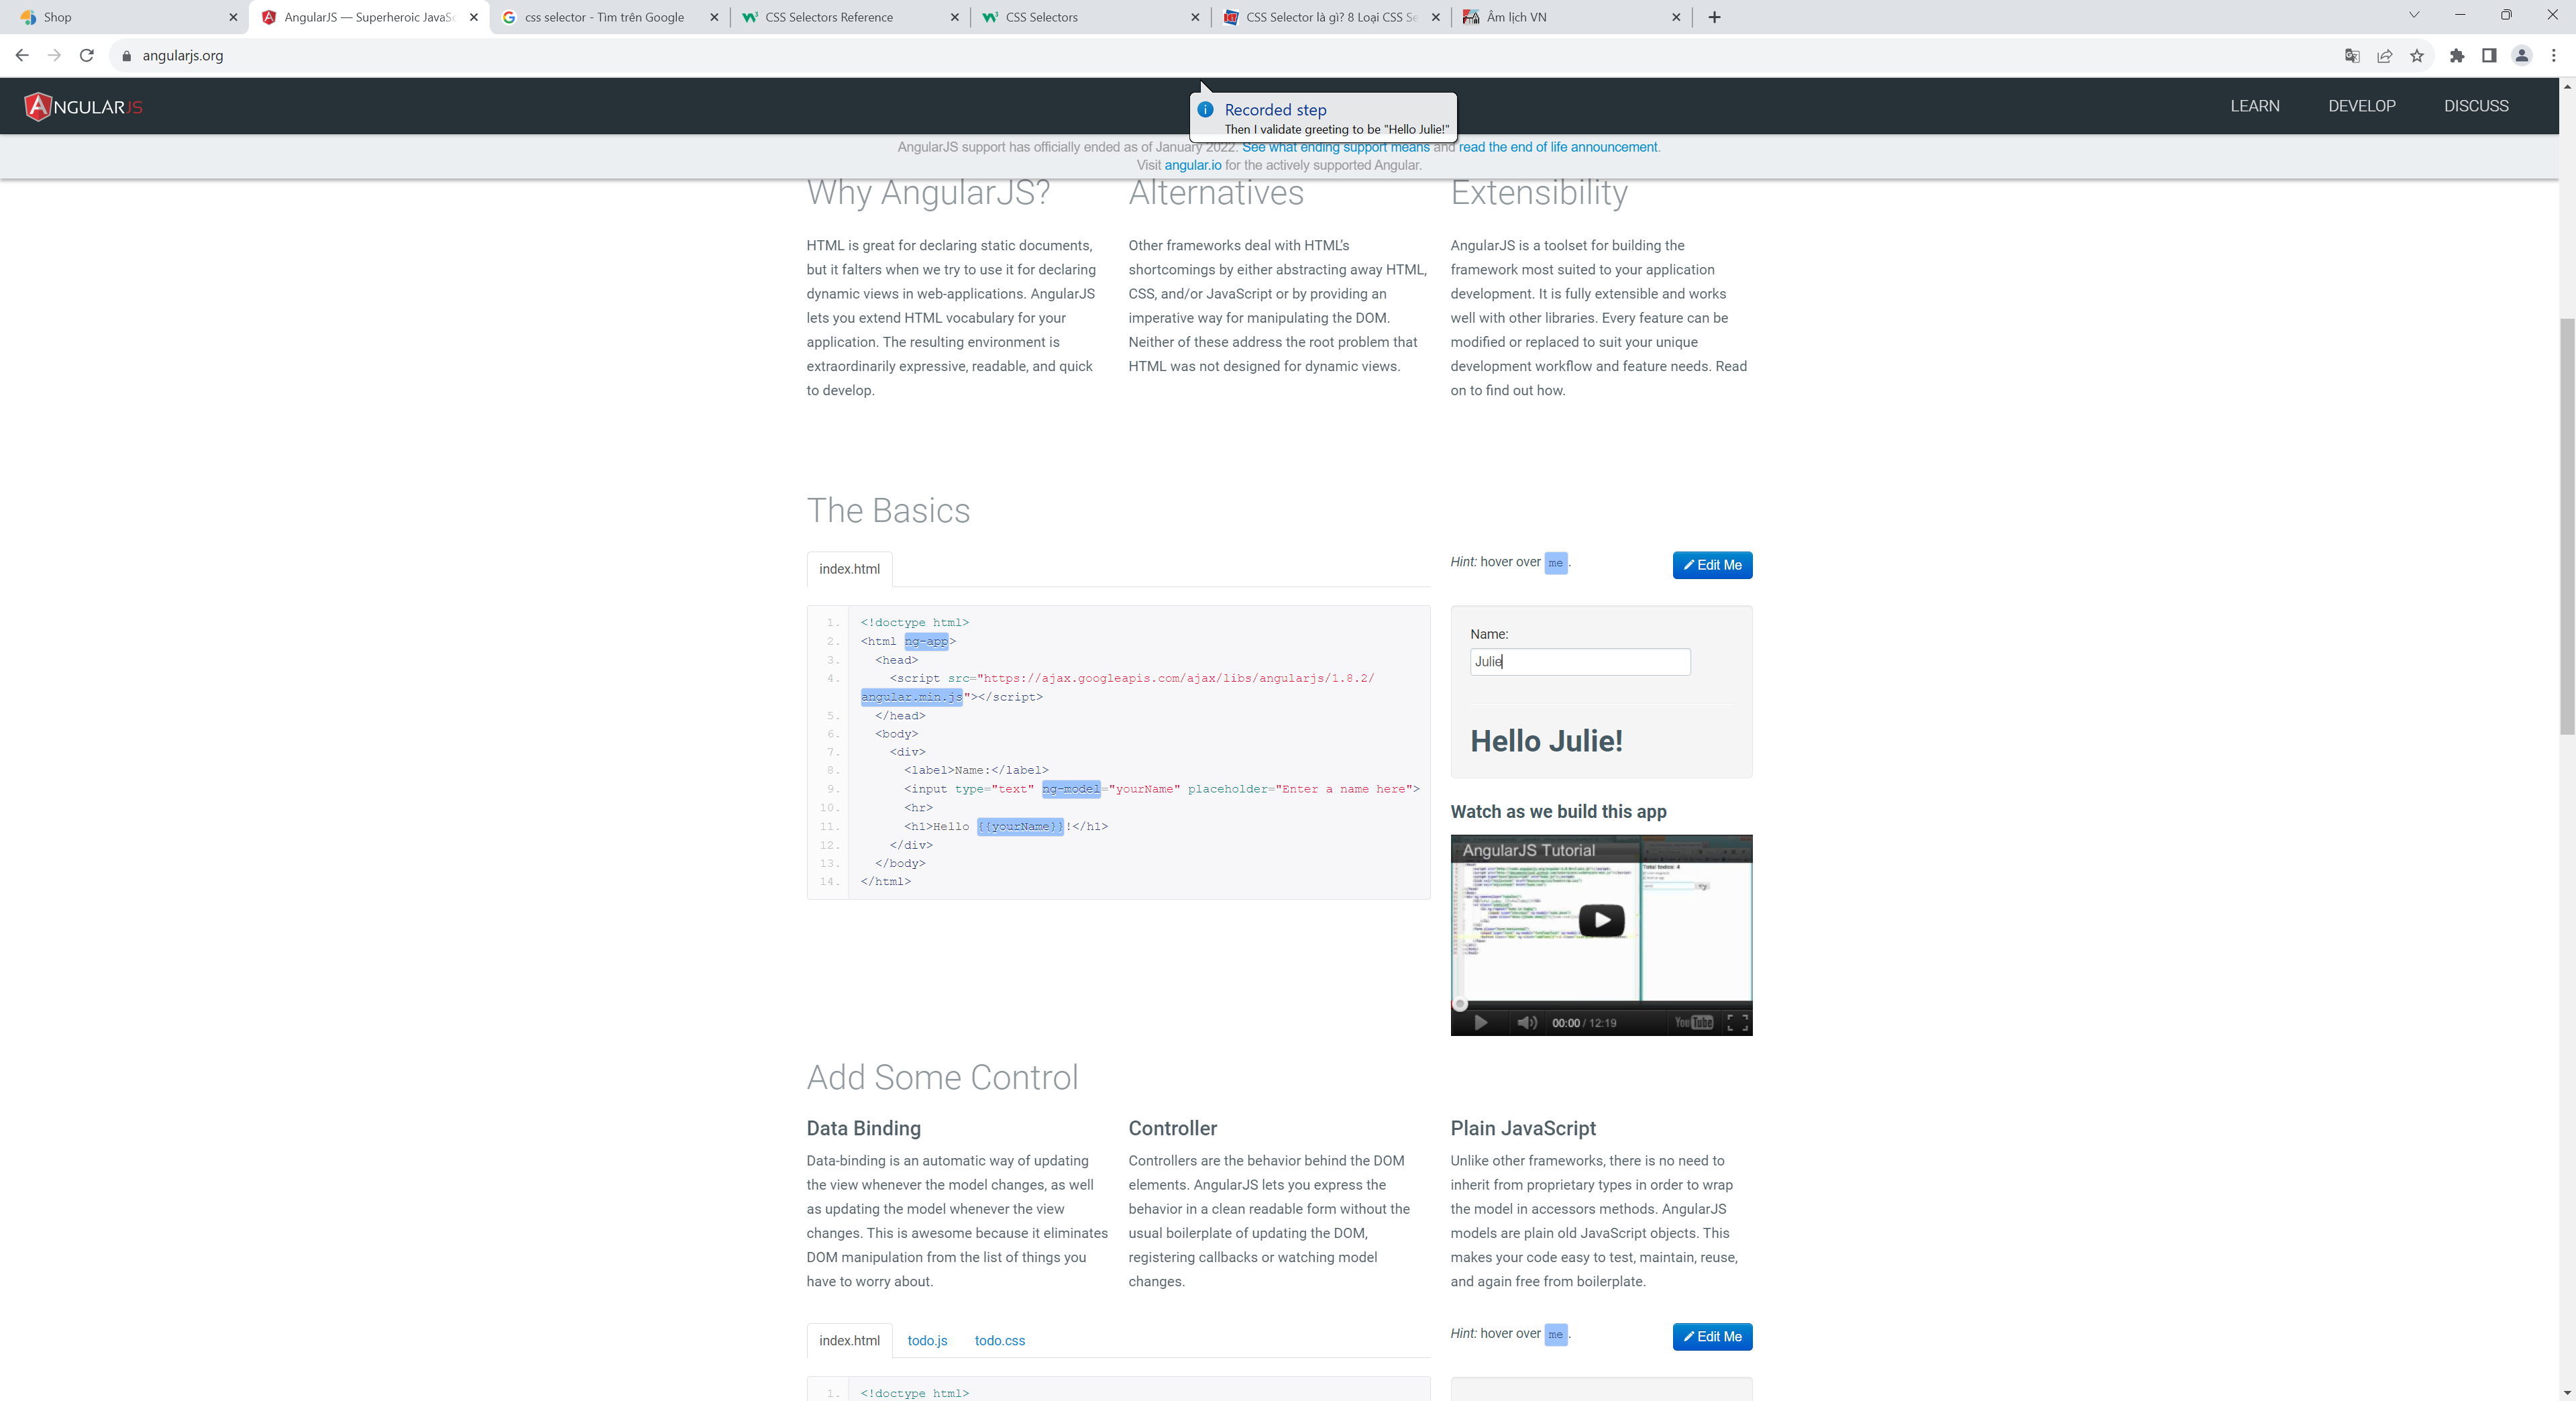 Shop
AngularJS — Superheroic JavaSc
css selector - Tìm trên Google
CSS Selectors Reference
CSS Selectors
CSS Selector là gì? 8 Loại CSS Se
Âm lịch VN
angularjs.org
ANGULARJS
LEARN
DEVELOP
DISCUSS
Recorded step
Then I validate greeting to be "Hello Julie!"
AngularJS support has officially ended as of January 2022. See what ending support means and read the end of life announcement.
Visit angular.io for the actively supported Angular.
Why AngularJS?
HTML is great for declaring static documents,
but it falters when we try to use it for declaring
dynamic views in web-applications. AngularJS
lets you extend HTML vocabulary for your
application. The resulting environment is
extraordinarily expressive, readable, and quick
to develop.
Alternatives
Other frameworks deal with HTML's
shortcomings by either abstracting away HTML,
CSS, and/or JavaScript or by providing an
imperative way for manipulating the DOM.
Neither of these address the root problem that
HTML was not designed for dynamic views.
Extensibility
AngularJS is a toolset for building the
framework most suited to your application
development. It is fully extensible and works
well with other libraries. Every feature can be
modified or replaced to suit your unique
development workflow and feature needs. Read
on to find out how.
The Basics
index.html
Hint: hover over me .
Edit Me
1. <!doctype html>
2. <html ng-app>
3. <head>
4. <script src="https://ajax.googleapis.com/ajax/libs/angularjs/1.8.2/
angular.min.js"></script>
5. </head>
6. <body>
7. <div>
8. <label>Name:</label>
9. <input type="text" ng-model="yourName" placeholder="Enter a name here">
10. <hr>
11. <h1>Hello {{yourName}}!</h1>
12. </div>
13. </body>
14. </html>
Name:
Julie
Hello Julie!
Watch as we build this app
AngularJS Tutorial
Total todos: 4
00:00 / 12:19
YouTube
Add Some Control
Data Binding
Data-binding is an automatic way of updating
the view whenever the model changes, as well
as updating the model whenever the view
changes. This is awesome because it eliminates
DOM manipulation from the list of things you
have to worry about.
Controller
Controllers are the behavior behind the DOM
elements. AngularJS lets you express the
behavior in a clean readable form without the
usual boilerplate of updating the DOM,
registering callbacks or watching model
changes.
Plain JavaScript
Unlike other frameworks, there is no need to
inherit from proprietary types in order to wrap
the model in accessors methods. AngularJS
models are plain old JavaScript objects. This
makes your code easy to test, maintain, reuse,
and again free from boilerplate.
index.html
todo.js
todo.css
Hint: hover over me .
Edit Me
1. <!doctype html>